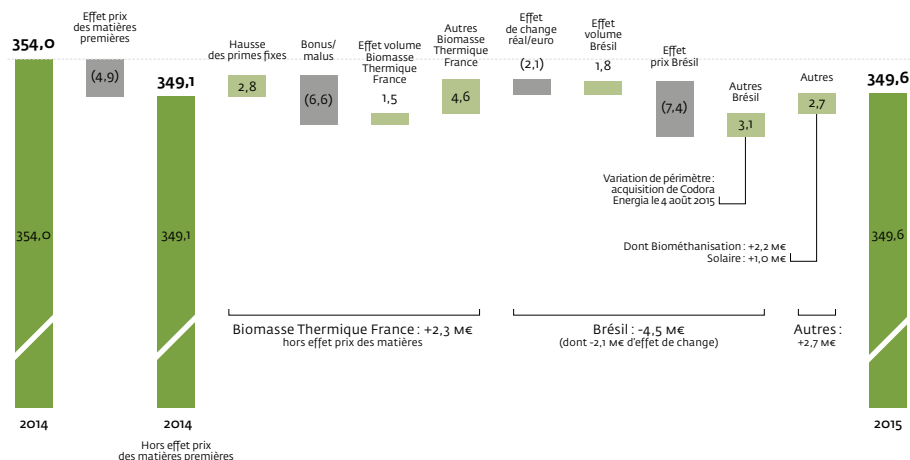 354,0
Effet prix
des matières
premières
(4,9)
349,1
Hausse
des primes fixes
2,8
Bonus/
malus
(6,6)
Effet volume
Biomasse
Thermique
France
1,5
Autres
Biomasse
Thermique
France
4,6
Effet
de change
réal/euro
(2,1)
Effet
volume
Brésil
1,8
Effet
prix Brésil
(7,4)
Autres
Brésil
3,1
Autres
2,7
349,6
Variation de périmètre :
acquisition de Codora
Energia le 4 août 2015
354,0
349,1
349,6
Dont Biométhanisation : +2,2 M€
Solaire : +1,0 M€
Biomasse Thermique France : +2,3 M€
hors effet prix des matières
Brésil : -4,5 M€
(dont -2,1 M€ d'effet de change)
Autres :
+2,7 M€
2014
2014
Hors effet prix
des matières premières
2015